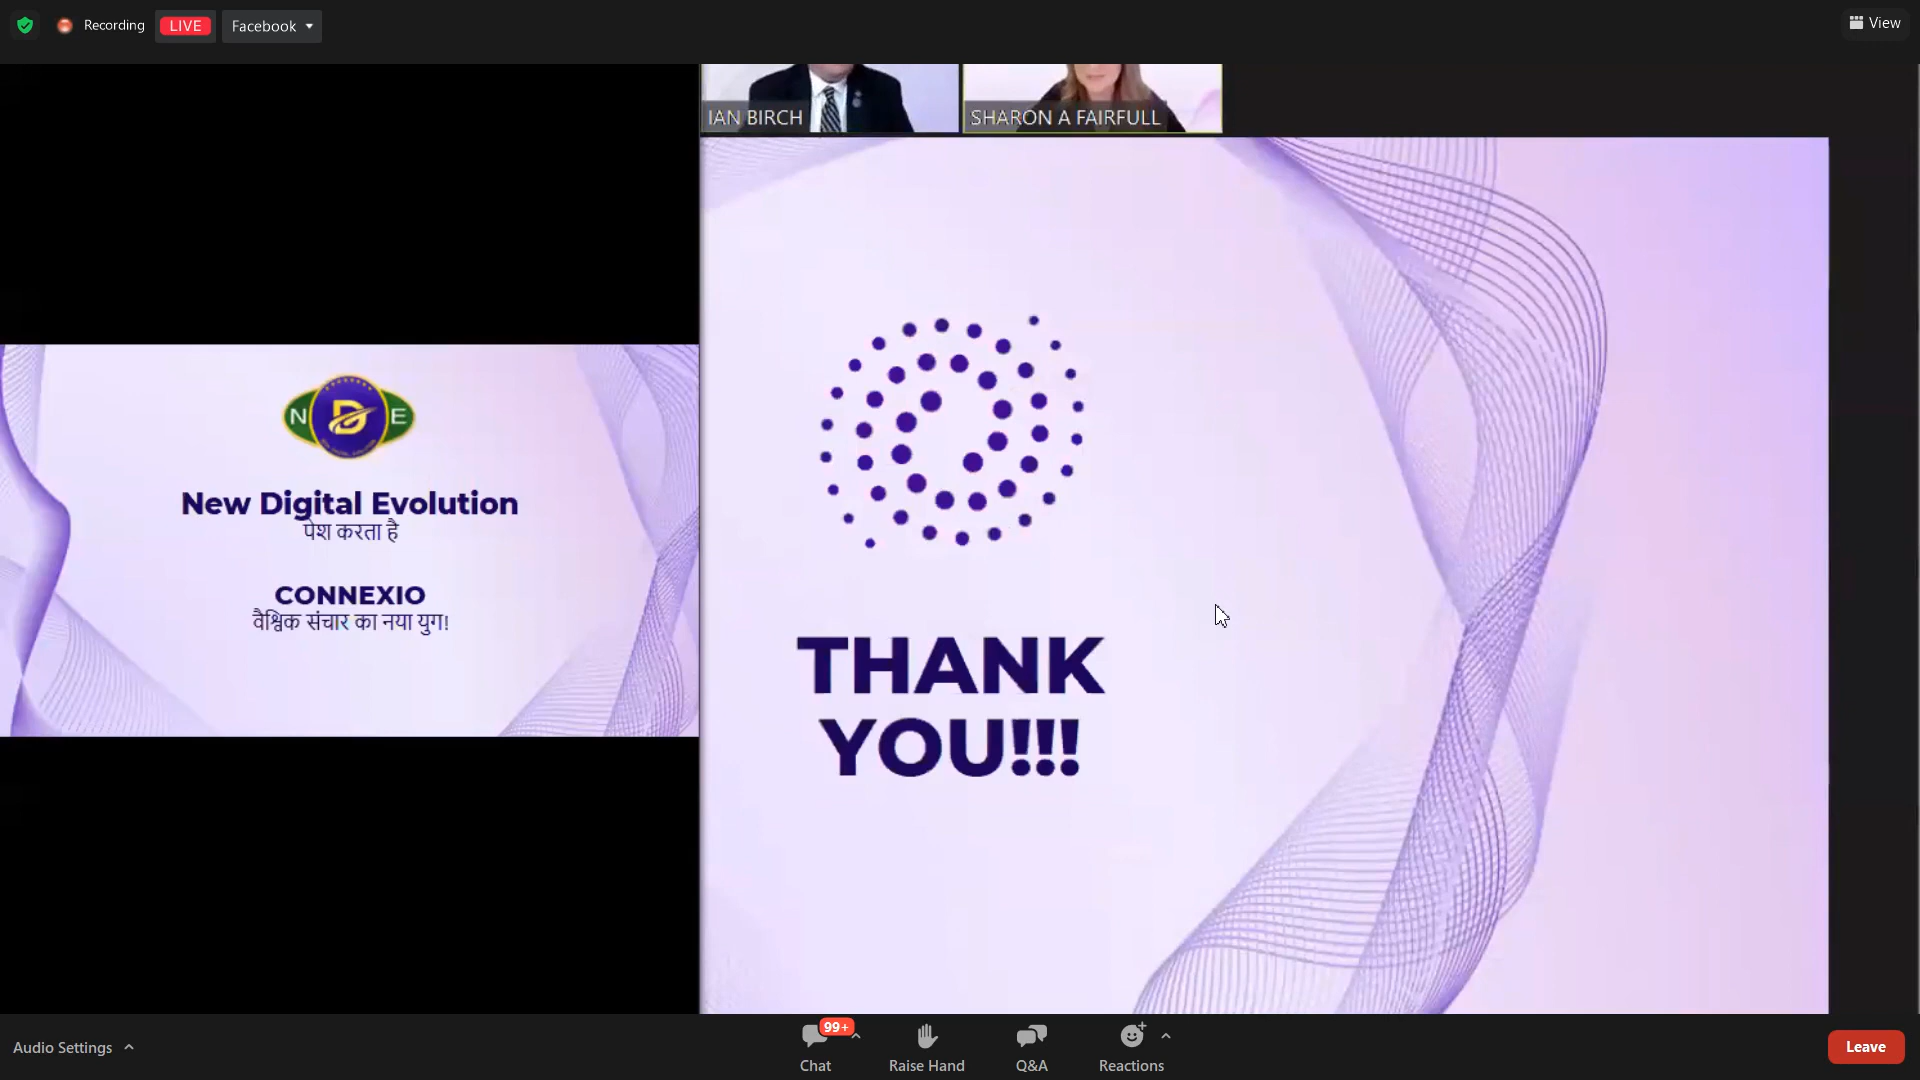 Recording
LIVE
Facebook
View
IAN BIRCH
SHARON A FAIRFULL
N D E
New Digital Evolution
पेश करता है
CONNEXIO
वैश्विक संचार का नया युग!
THANK
YOU!!!
Audio Settings
99+
Chat
Raise Hand
Q&A
Reactions
Leave